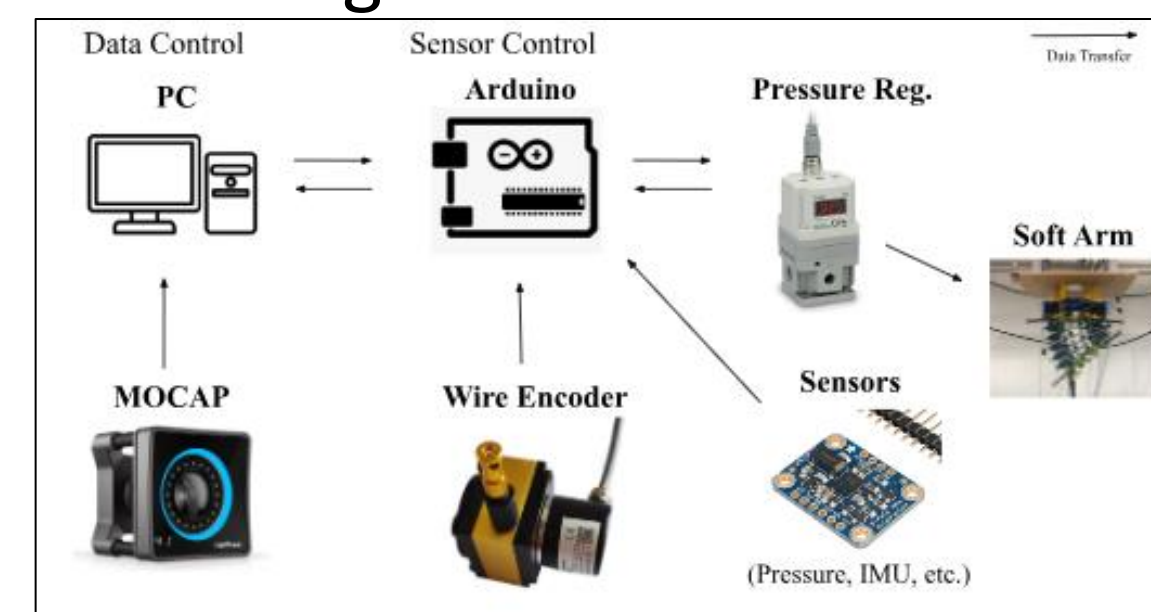 Data Control
Sensor Control
Data Transfer
PC
Arduino
Pressure Reg.
Soft Arm
MOCAP
Wire Encoder
Sensors
(Pressure, IMU, etc.)